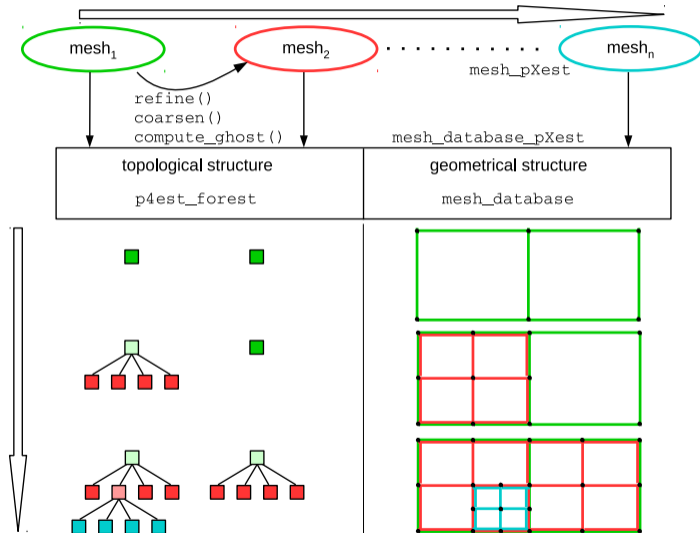 mesh1 mesh2 meshn
mesh_pXest
refine()
coarsen()
compute_ghost() mesh_database_pXest
topological structure geometrical structure
p4est_forest mesh_database